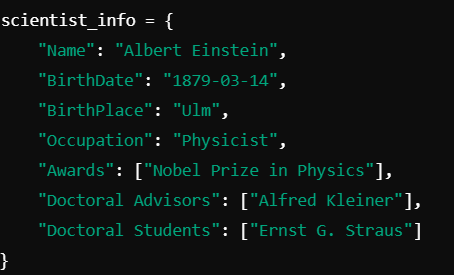 scientist_info = {
    "Name": "Albert Einstein",
    "BirthDate": "1879-03-14",
    "BirthPlace": "Ulm",
    "Occupation": "Physicist",
    "Awards": ["Nobel Prize in Physics"],
    "Doctoral Advisors": ["Alfred Kleiner"],
    "Doctoral Students": ["Ernst G. Straus"]
}